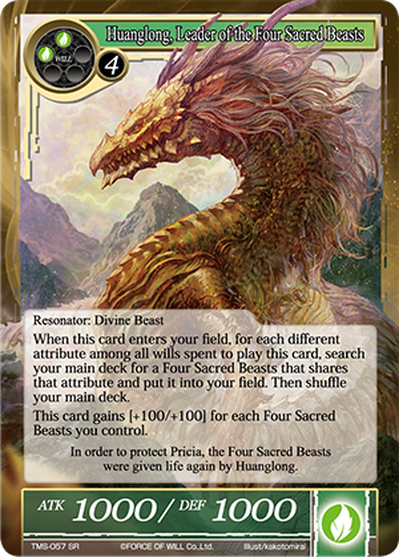 Huanglong, Leader of the Four Sacred Beasts
WILL
4
Resonator: Divine Beast
When this card enters your field, for each different
attribute among all wills spent to play this card, search
your main deck for a Four Sacred Beasts that shares
that attribute and put it into your field. Then shuffle
your main deck.
This card gains [+100/+100] for each Four Sacred
Beasts you control.
In order to protect Pricia, the Four Sacred Beasts
were given life again by Huanglong.
ATK 1000 / DEF 1000
TMS-057 SR ©FORCE OF WILL Co.,Ltd. Illust/kakotomirai